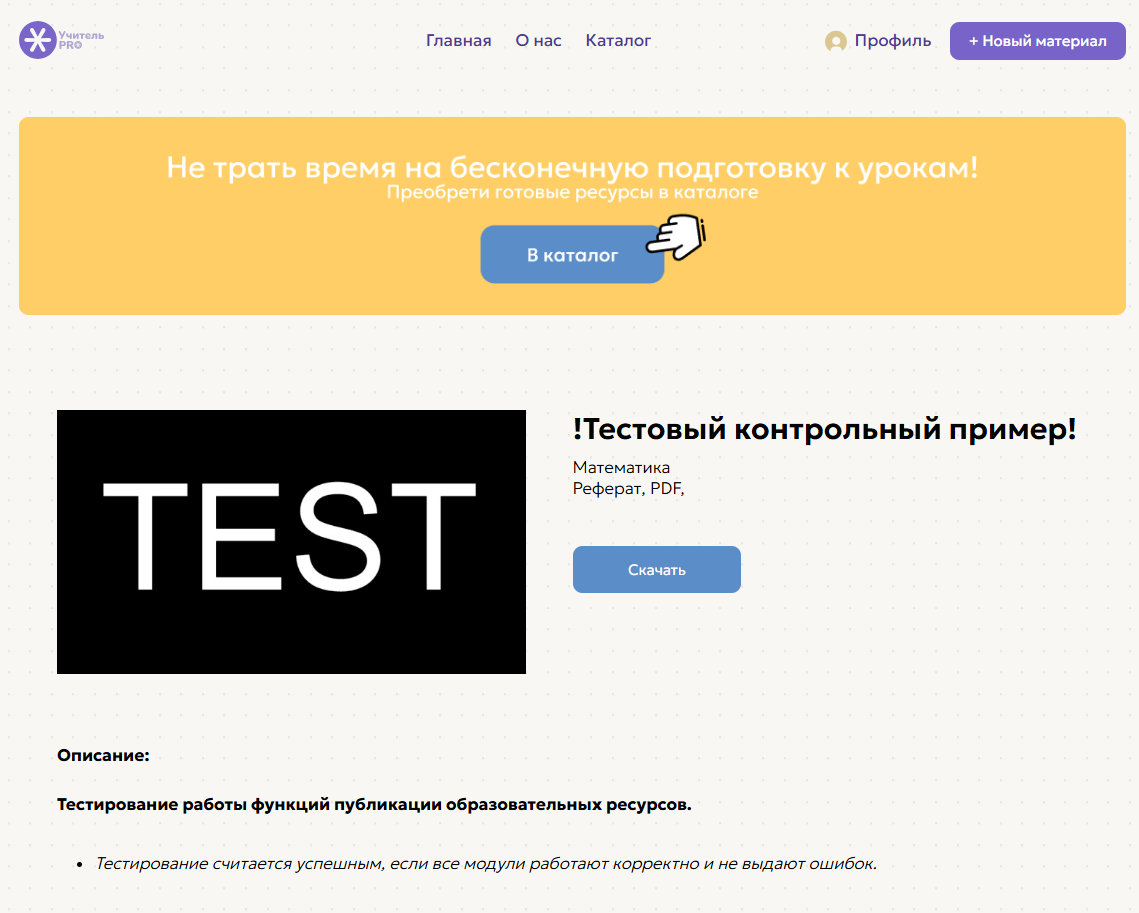 Учитель
PRO
Главная О нас Каталог Профиль + Новый материал
Не трать время на бесконечную подготовку к урокам!
Преобрети готовые ресурсы в каталоге
В каталог
TEST
!Тестовый контрольный пример!
Математика
Реферат, PDF,
Скачать
Описание:
Тестирование работы функций публикации образовательных ресурсов.
• Тестирование считается успешным, если все модули работают корректно и не выдают ошибок.